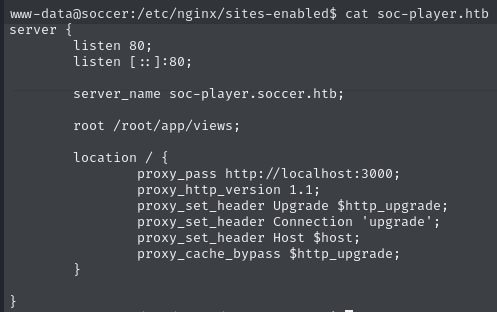 www-data@soccer:/etc/nginx/sites-enabled$ cat soc-player.htb
server {
        listen 80;
        listen [::]:80;

        server_name soc-player.soccer.htb;

        root /root/app/views;

        location / {
                proxy_pass http://localhost:3000;
                proxy_http_version 1.1;
                proxy_set_header Upgrade $http_upgrade;
                proxy_set_header Connection 'upgrade';
                proxy_set_header Host $host;
                proxy_cache_bypass $http_upgrade;
        }

}